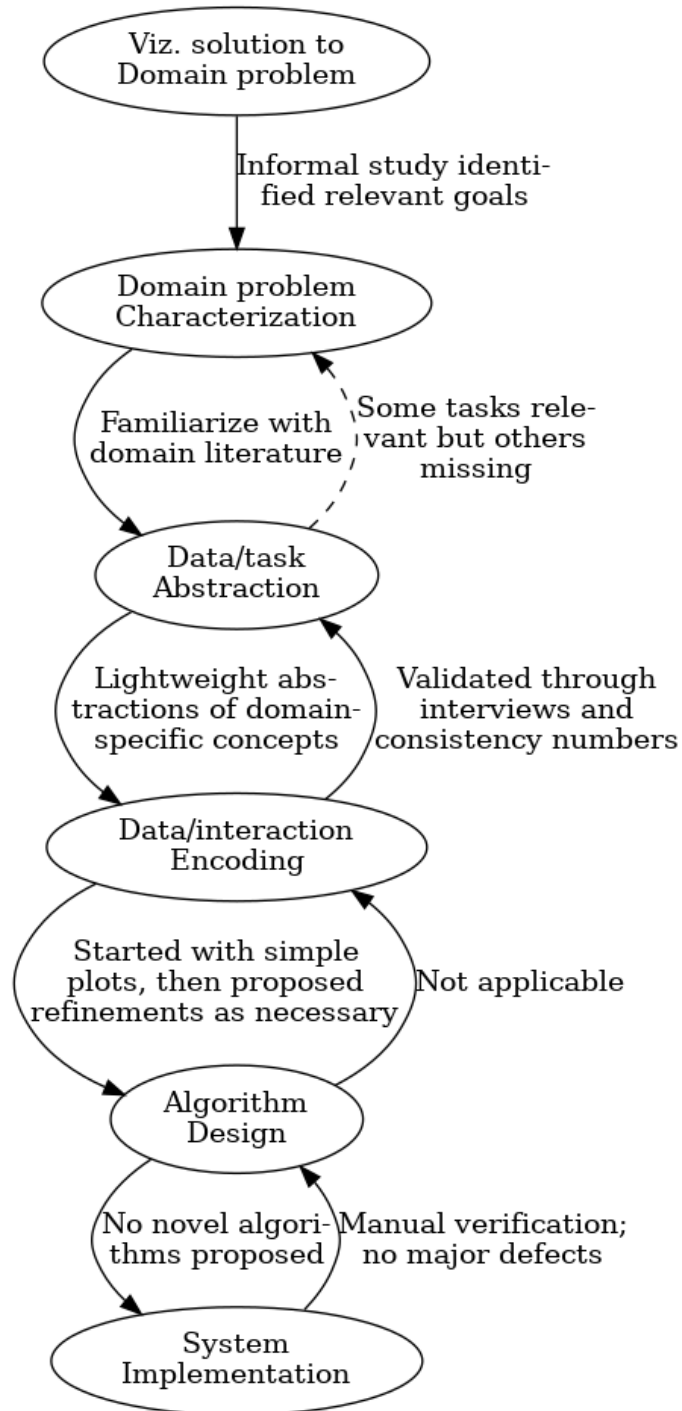 Viz. solution to
Domain problem
Informal study identi-
fied relevant goals
Domain problem
Characterization
Familiarize with
domain literature
Some tasks rele-
vant but others
missing
Data/task
Abstraction
Lightweight abs-
tractions of domain-
specific concepts
Validated through
interviews and
consistency numbers
Data/interaction
Encoding
Started with simple
plots, then proposed
refinements as necessary
Not applicable
Algorithm
Design
No novel algori-
thms proposed
Manual verification;
no major defects
System
Implementation